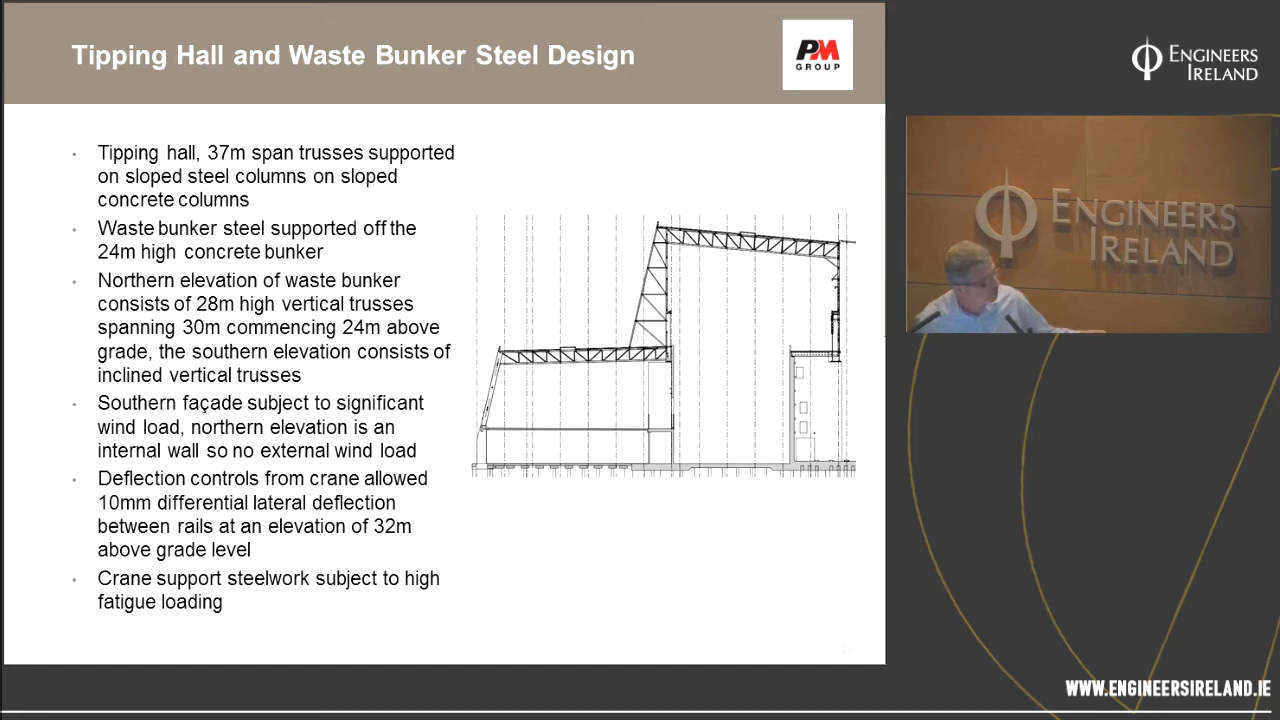 Tipping Hall and Waste Bunker Steel Design
PM
GROUP
ENGINEERS
IRELAND
• Tipping hall, 37m span trusses supported
on sloped steel columns on sloped
concrete columns
• Waste bunker steel supported off the
24m high concrete bunker
• Northern elevation of waste bunker
consists of 28m high vertical trusses
spanning 30m commencing 24m above
grade, the southern elevation consists of
inclined vertical trusses
• Southern façade subject to significant
wind load, northern elevation is an
internal wall so no external wind load
• Deflection controls from crane allowed
10mm differential lateral deflection
between rails at an elevation of 32m
above grade level
• Crane support steelwork subject to high
fatigue loading
ENGINEERS
IRELAND
WWW.ENGINEERSIRELAND.IE